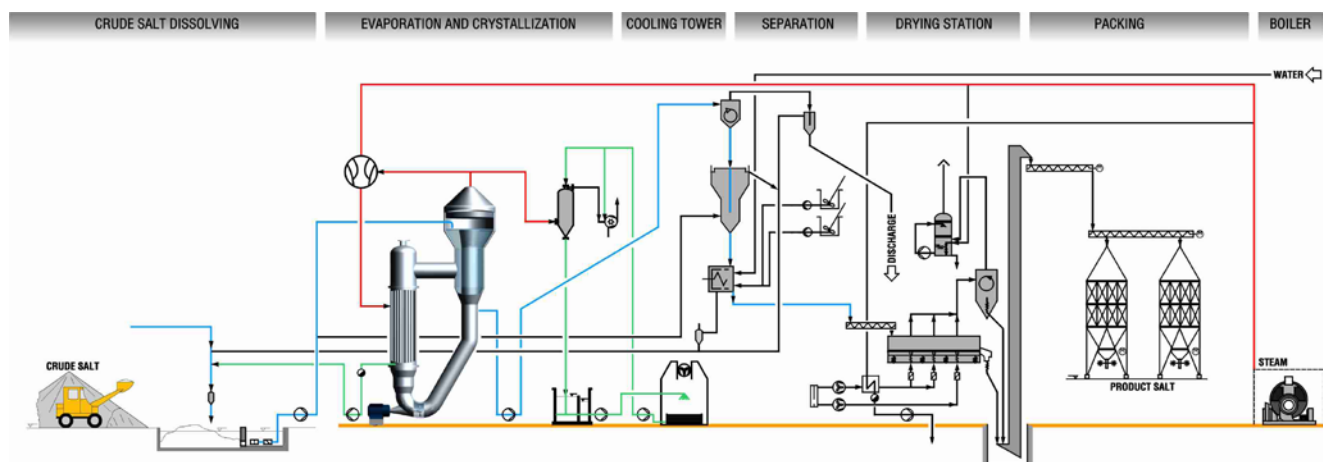 CRUDE SALT DISSOLVING
EVAPORATION AND CRYSTALLIZATION
COOLING TOWER
SEPARATION
DRYING STATION
PACKING
BOILER
WATER
DISCHARGE
CRUDE SALT
STEAM
PRODUCT SALT